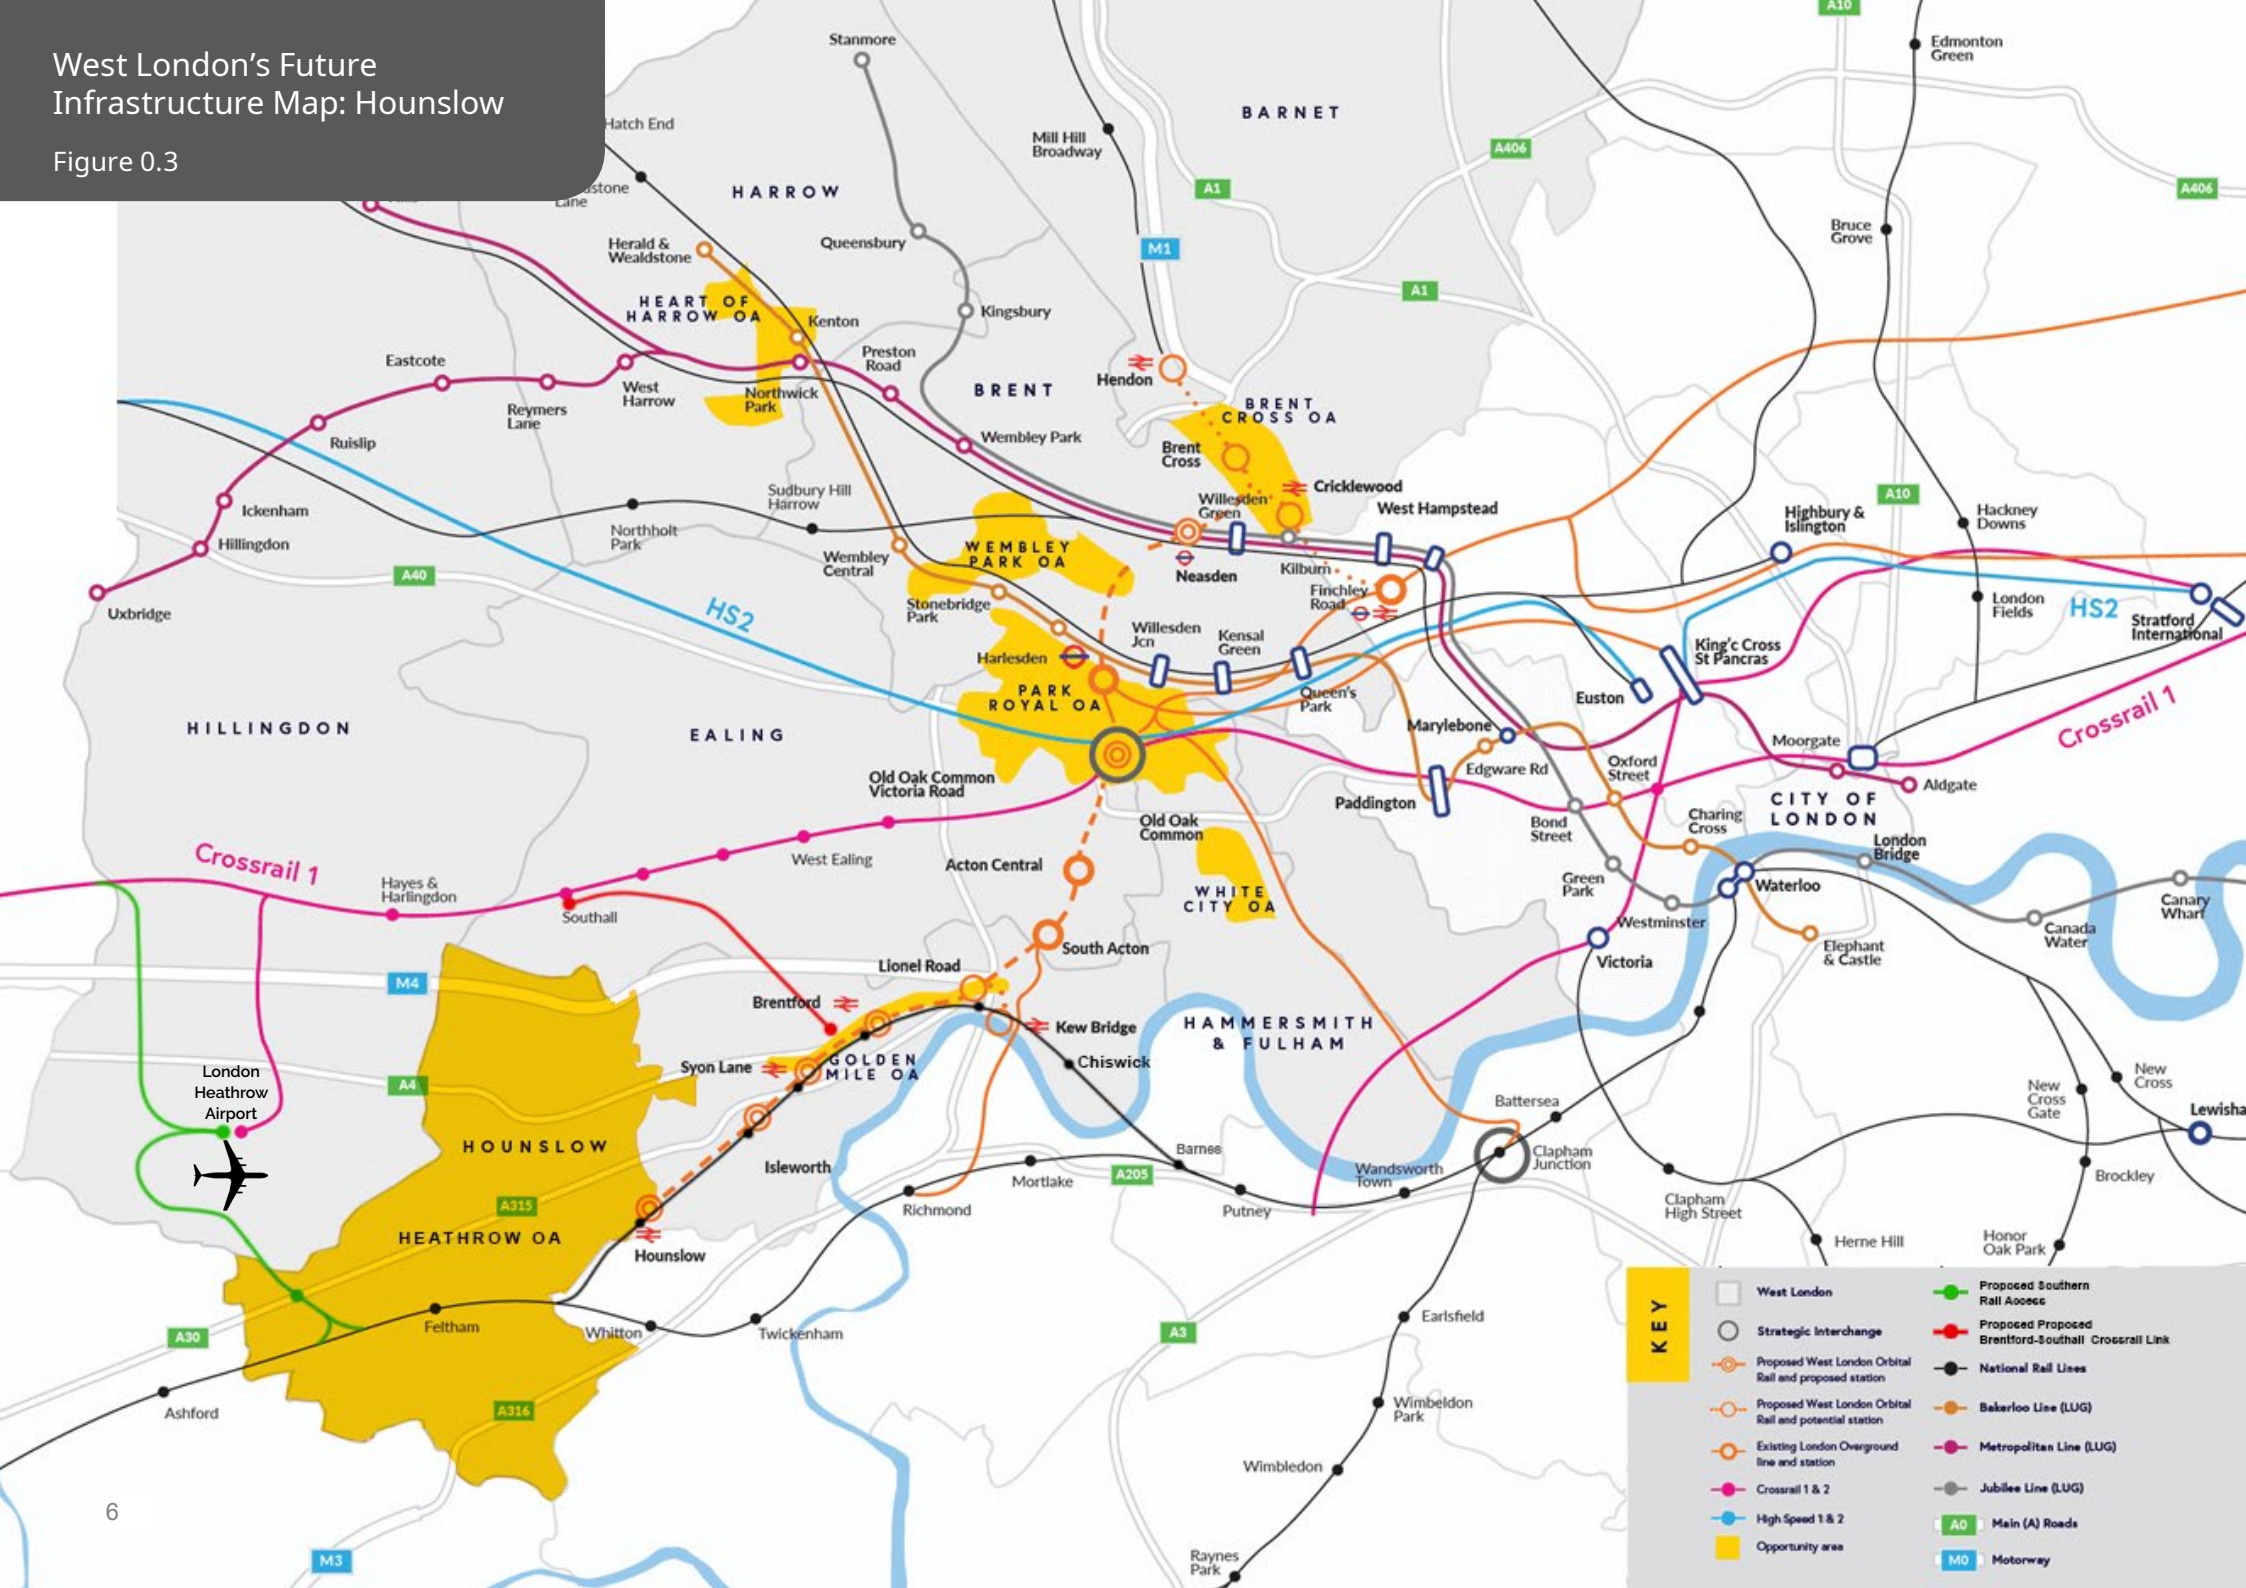 West London’s Future
Infrastructure Map: Hounslow
Figure 0.3
Stanmore
A10
Edmonton
Green
BARNET
Hatch End
Mill Hill
Broadway
A406
HARROW
A1
A406
Lane
Herald &
Wealdstone
Queensbury
M1
Bruce
Grove
HEART OF
HARROW OA
Kenton
Kingsbury
A1
Eastcote
Preston
Road
Hendon
West
Harrow
Northwick
Park
BRENT
BRENT
CROSS OA
Reymers
Lane
Ruislip
Wembley Park
Brent
Cross
Cricklewood
Sudbury Hill
Harrow
Willesden
Green
West Hampstead
A10
Ickenham
Highbury &
Islington
Hackney
Downs
Northholt
Park
Hillingdon
WEMBLEY
PARK OA
Wembley
Central
Neasden
Kilburn
A40
Finchley
Road
Uxbridge
HS2
Stonebridge
Park
London
Fields
HS2
Stratford
International
Willesden
Jcn
Kensal
Green
King'c Cross
St Pancras
Harlesden
PARK
ROYAL OA
Queen's
Park
Euston
HILLINGDON
EALING
Marylebone
Crossrail 1
Moorgate
Old Oak Common
Victoria Road
Edgware Rd
Oxford
Street
Paddington
Aldgate
CITY OF
LONDON
Old Oak
Common
Bond
Street
Charing
Cross
London
Bridge
Crossrail 1
West Ealing
Acton Central
Hayes &
Harlingdon
WHITE
CITY OA
Green
Park
Waterloo
Southall
Westminster
Canary
Wharf
Canada
Water
South Acton
Elephant
& Castle
Lionel Road
Victoria
M4
Brentford
HAMMERSMITH
& FULHAM
Kew Bridge
Syon Lane
GOLDEN
MILE OA
Chiswick
London
Heathrow
Airport
A4
New
Cross
New
Cross
Gate
Battersea
Lewisha
HOUNSLOW
Isleworth
Barnes
Clapham
Junction
Mortlake
A205
Wandsworth
Town
Brockley
A315
Richmond
Putney
Clapham
High Street
HEATHROW OA
Hounslow
Herne Hill
Honor
Oak Park
Feltham
Whitton
Twickenham
A30
Earlsfield
A3
Ashford
A316
Wimbeldon
Park
Wimbledon
6
M3
Raynes
Park
KEY
West London
Strategic Interchange
Proposed West London Orbital
Rail and proposed station
Proposed West London Orbital
Rail and potential station
Existing London Overground
line and station
Crossrail 1 & 2
High Speed 1 & 2
Opportunity area
Proposed Southern
Rail Access
Proposed Proposed
Brentford-Southall Crossrail Link
National Rail Lines
Bakerloo Line (LUG)
Metropolitan Line (LUG)
Jubilee Line (LUG)
A0 Main (A) Roads
M0 Motorway